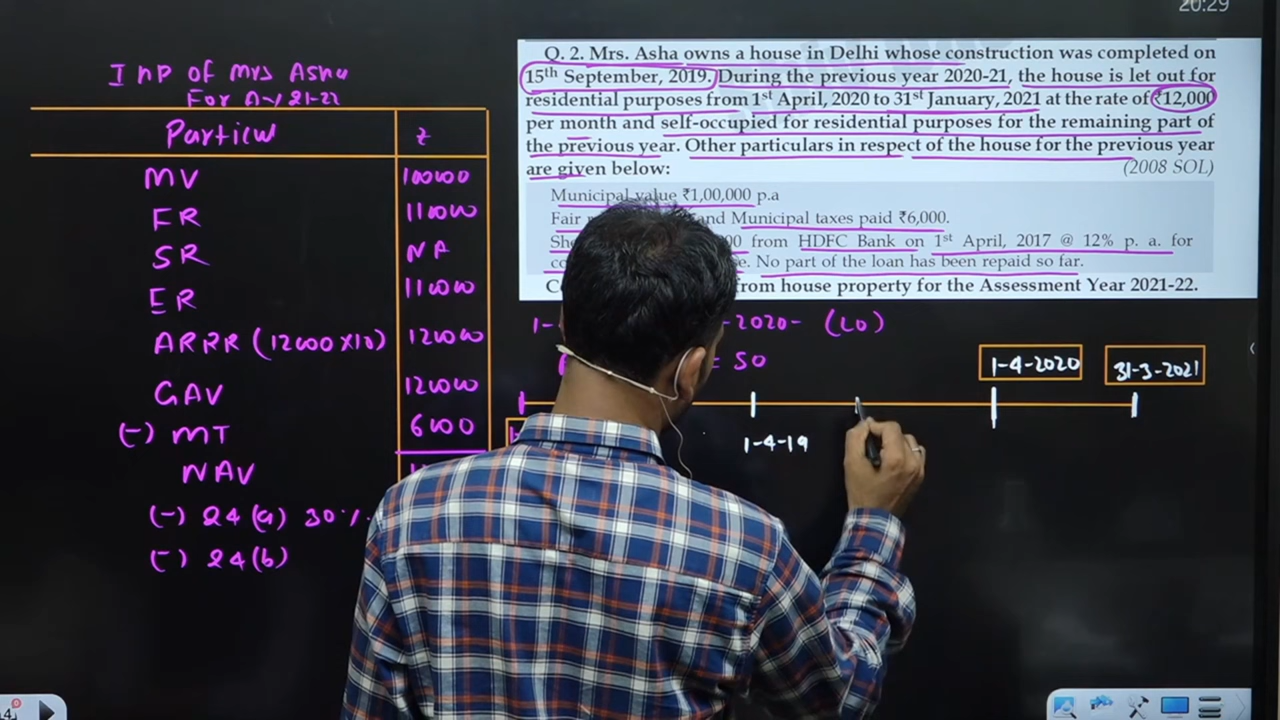 20:29
I HP of Mrs Asha
For A-Y 21-22
Particu
₹
MV 100000
FR 110000
SR NA
ER 110000
ARRR (12000X10) 120000
GAV 120000
(-) MT 6000
NAV
(-) 24(a) 30%
(-) 24(b)
Q. 2. Mrs. Asha owns a house in Delhi whose construction was completed on
15th September, 2019. During the previous year 2020-21, the house is let out for
residential purposes from 1st April, 2020 to 31st January, 2021 at the rate of ₹12,000
per month and self-occupied for residential purposes for the remaining part of
the previous year. Other particulars in respect of the house for the previous year
are given below: (2008 SOL)
Municipal value ₹1,00,000 p.a
Fair and Municipal taxes paid ₹6,000.
from HDFC Bank on 1st April, 2017 @ 12% p. a. for
No part of the loan has been repaid so far.
from house property for the Assessment Year 2021-22.
-2020- (LO)
= SO
1-4-2020
31-3-2021
1-4-19